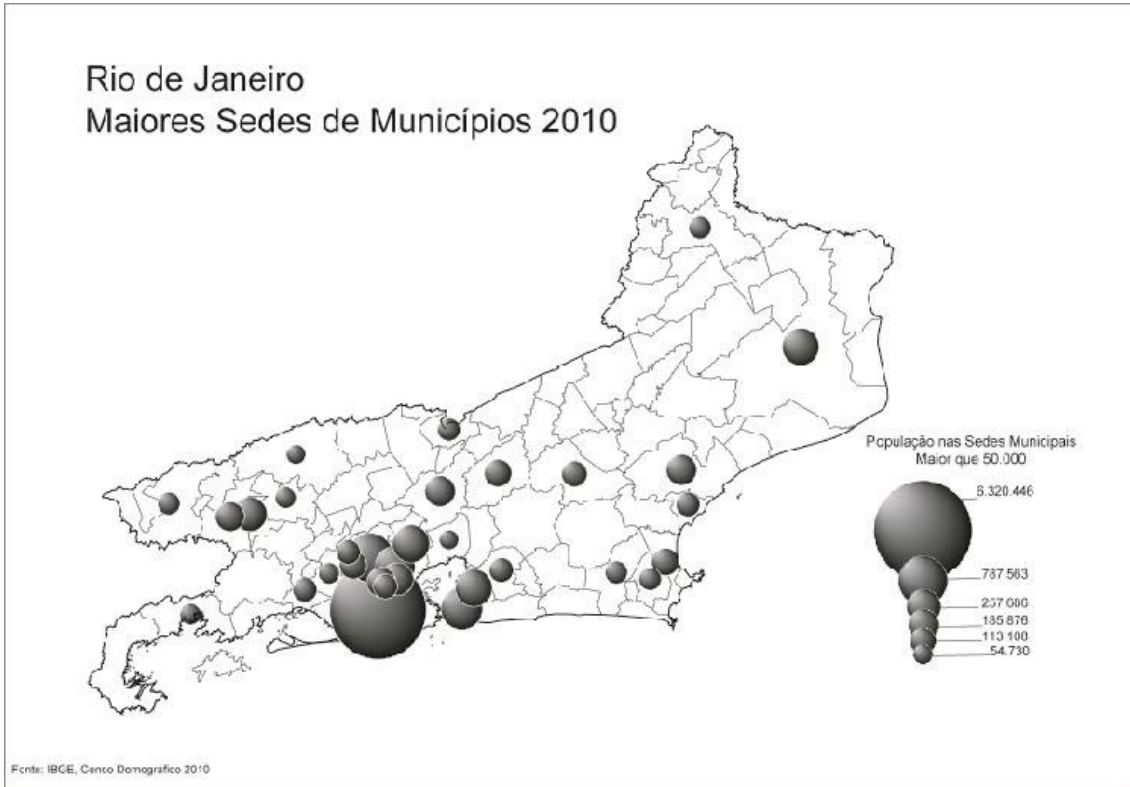 Rio de Janeiro
Maiores Sedes de Municípios 2010
População nas Sedes Municipais
Maior que 50.000
6.320.446
787 563
54.730
Fonte: IBGE, Censo Demografico 2010